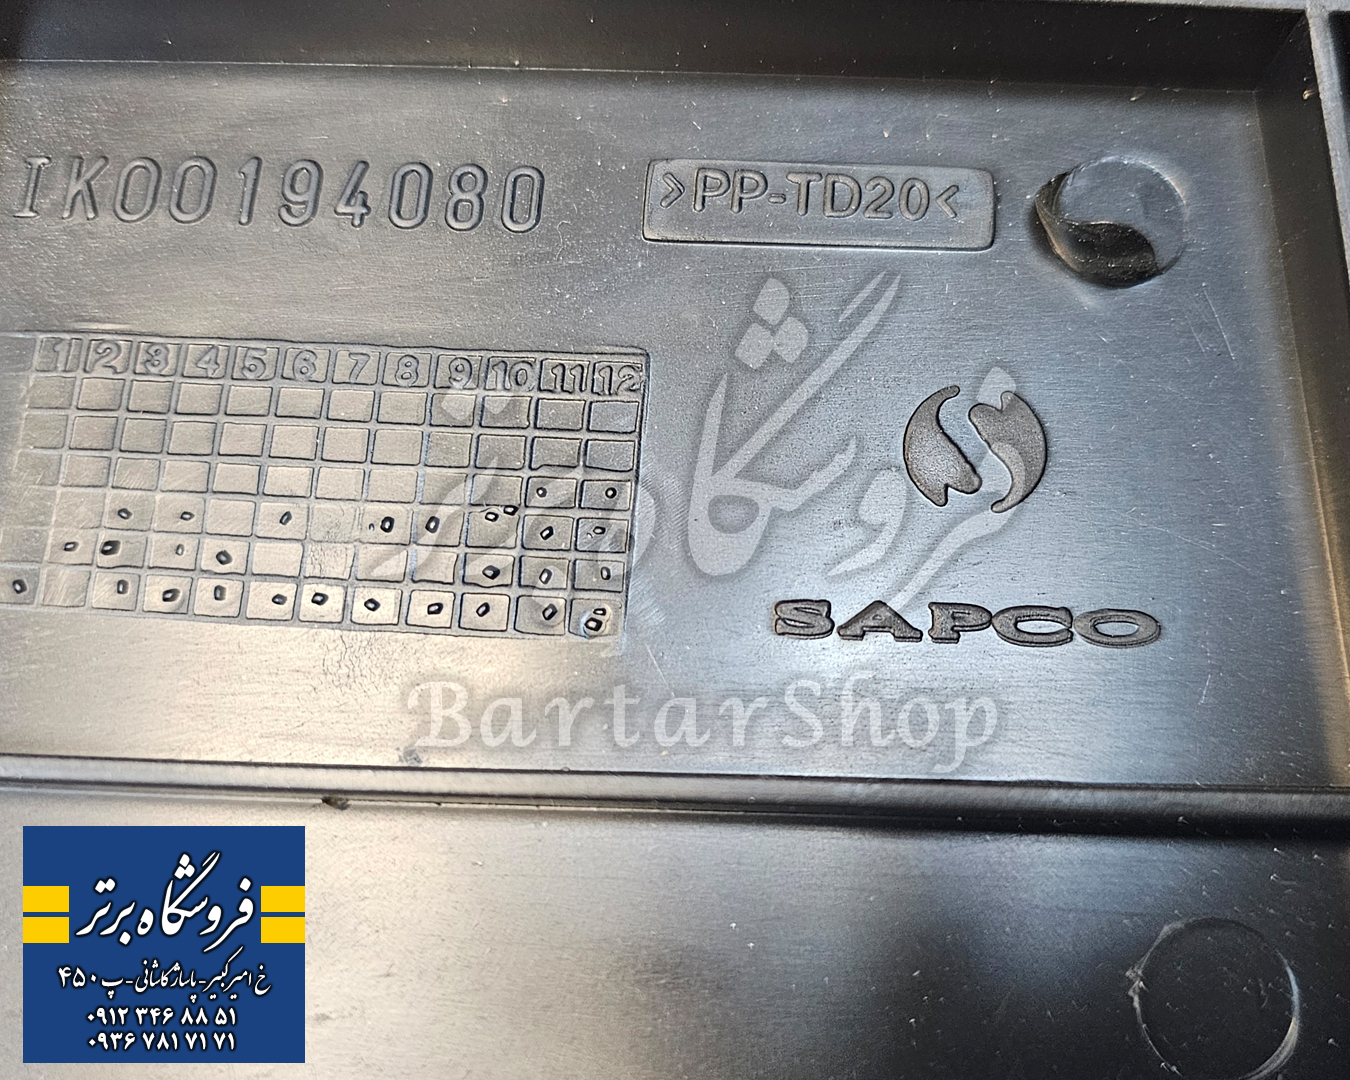 IK00194080
>PP-TD20<
1 2 3 4 5 6 7 8 9 10 11 12
فروشگاه برتر
SAPCO
BartarShop
فروشگاه برتر
خ امیرکبیر-پاساژ کاشانی-پ ۴۵۰
۰۹۱۲ ۳۴۶ ۸۸ ۵۱
۰۹۳۶ ۷۸۱ ۷۱ ۷۱